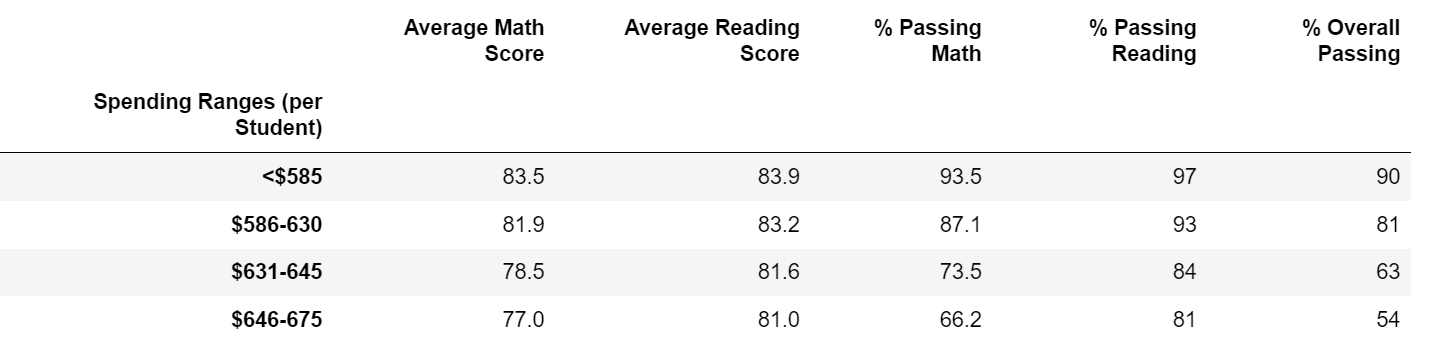 Average Math Score Average Reading Score % Passing Math % Passing Reading % Overall Passing
Spending Ranges (per Student)
<$585 83.5 83.9 93.5 97 90
$586-630 81.9 83.2 87.1 93 81
$631-645 78.5 81.6 73.5 84 63
$646-675 77.0 81.0 66.2 81 54